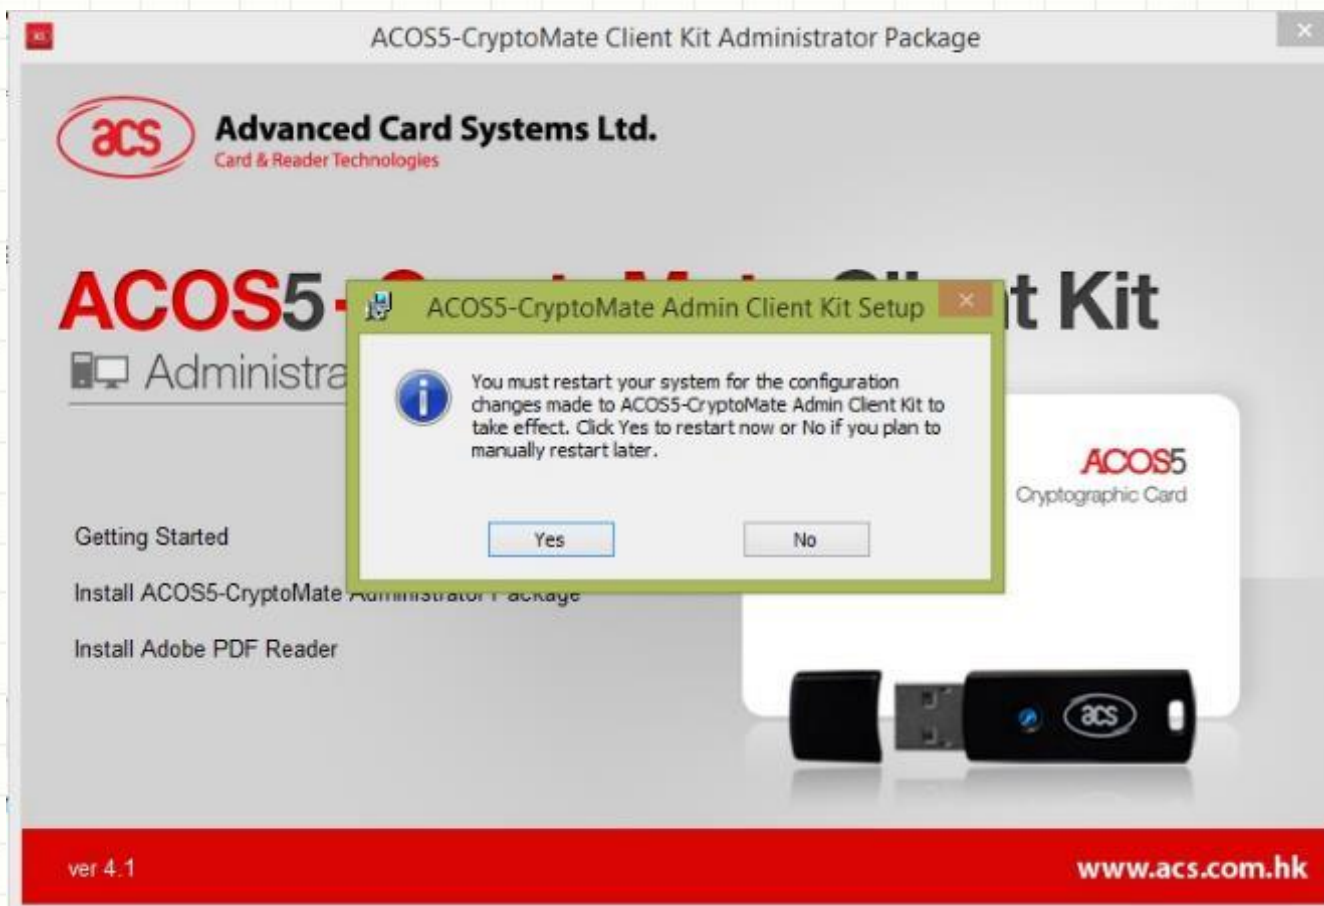 ACOS5-CryptoMate Client Kit Administrator Package
acs
Advanced Card Systems Ltd.
Card & Reader Technologies
ACOS5 t Kit
Administra
ACOS5-CryptoMate Admin Client Kit Setup
You must restart your system for the configuration
changes made to ACOS5-CryptoMate Admin Client Kit to
take effect. Click Yes to restart now or No if you plan to
manually restart later.
Yes No
ACOS5
Cryptographic Card
Getting Started
Install ACOS5-CryptoMate Administrator Package
Install Adobe PDF Reader
acs
ver 4.1
www.acs.com.hk